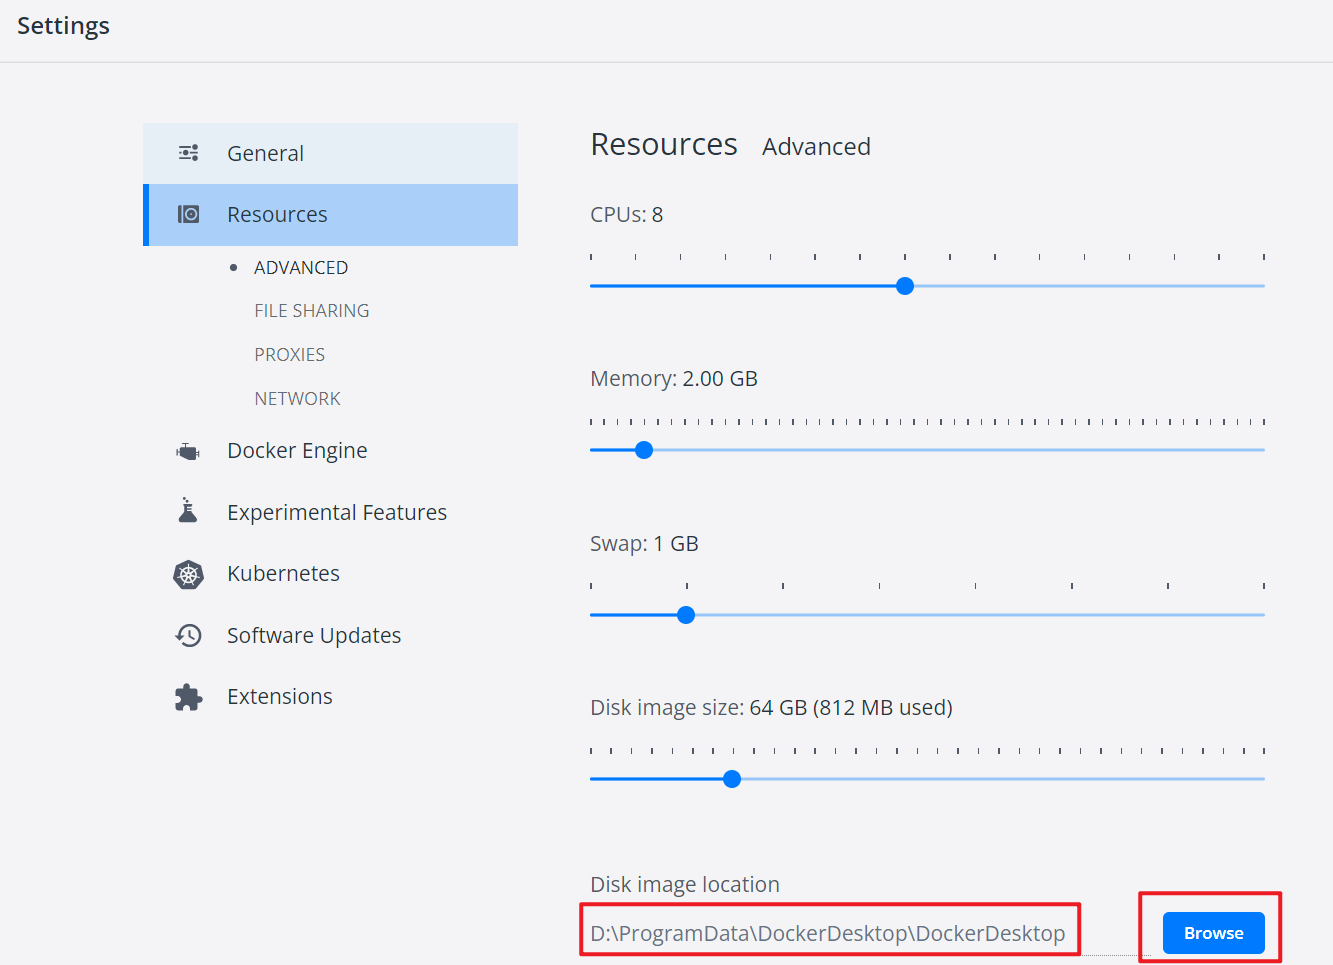 Settings
General
Resources
ADVANCED
FILE SHARING
PROXIES
NETWORK
Docker Engine
Experimental Features
Kubernetes
Software Updates
Extensions
Resources Advanced
CPUs: 8
Memory: 2.00 GB
Swap: 1 GB
Disk image size: 64 GB (812 MB used)
Disk image location
D:\ProgramData\DockerDesktop\DockerDesktop
Browse